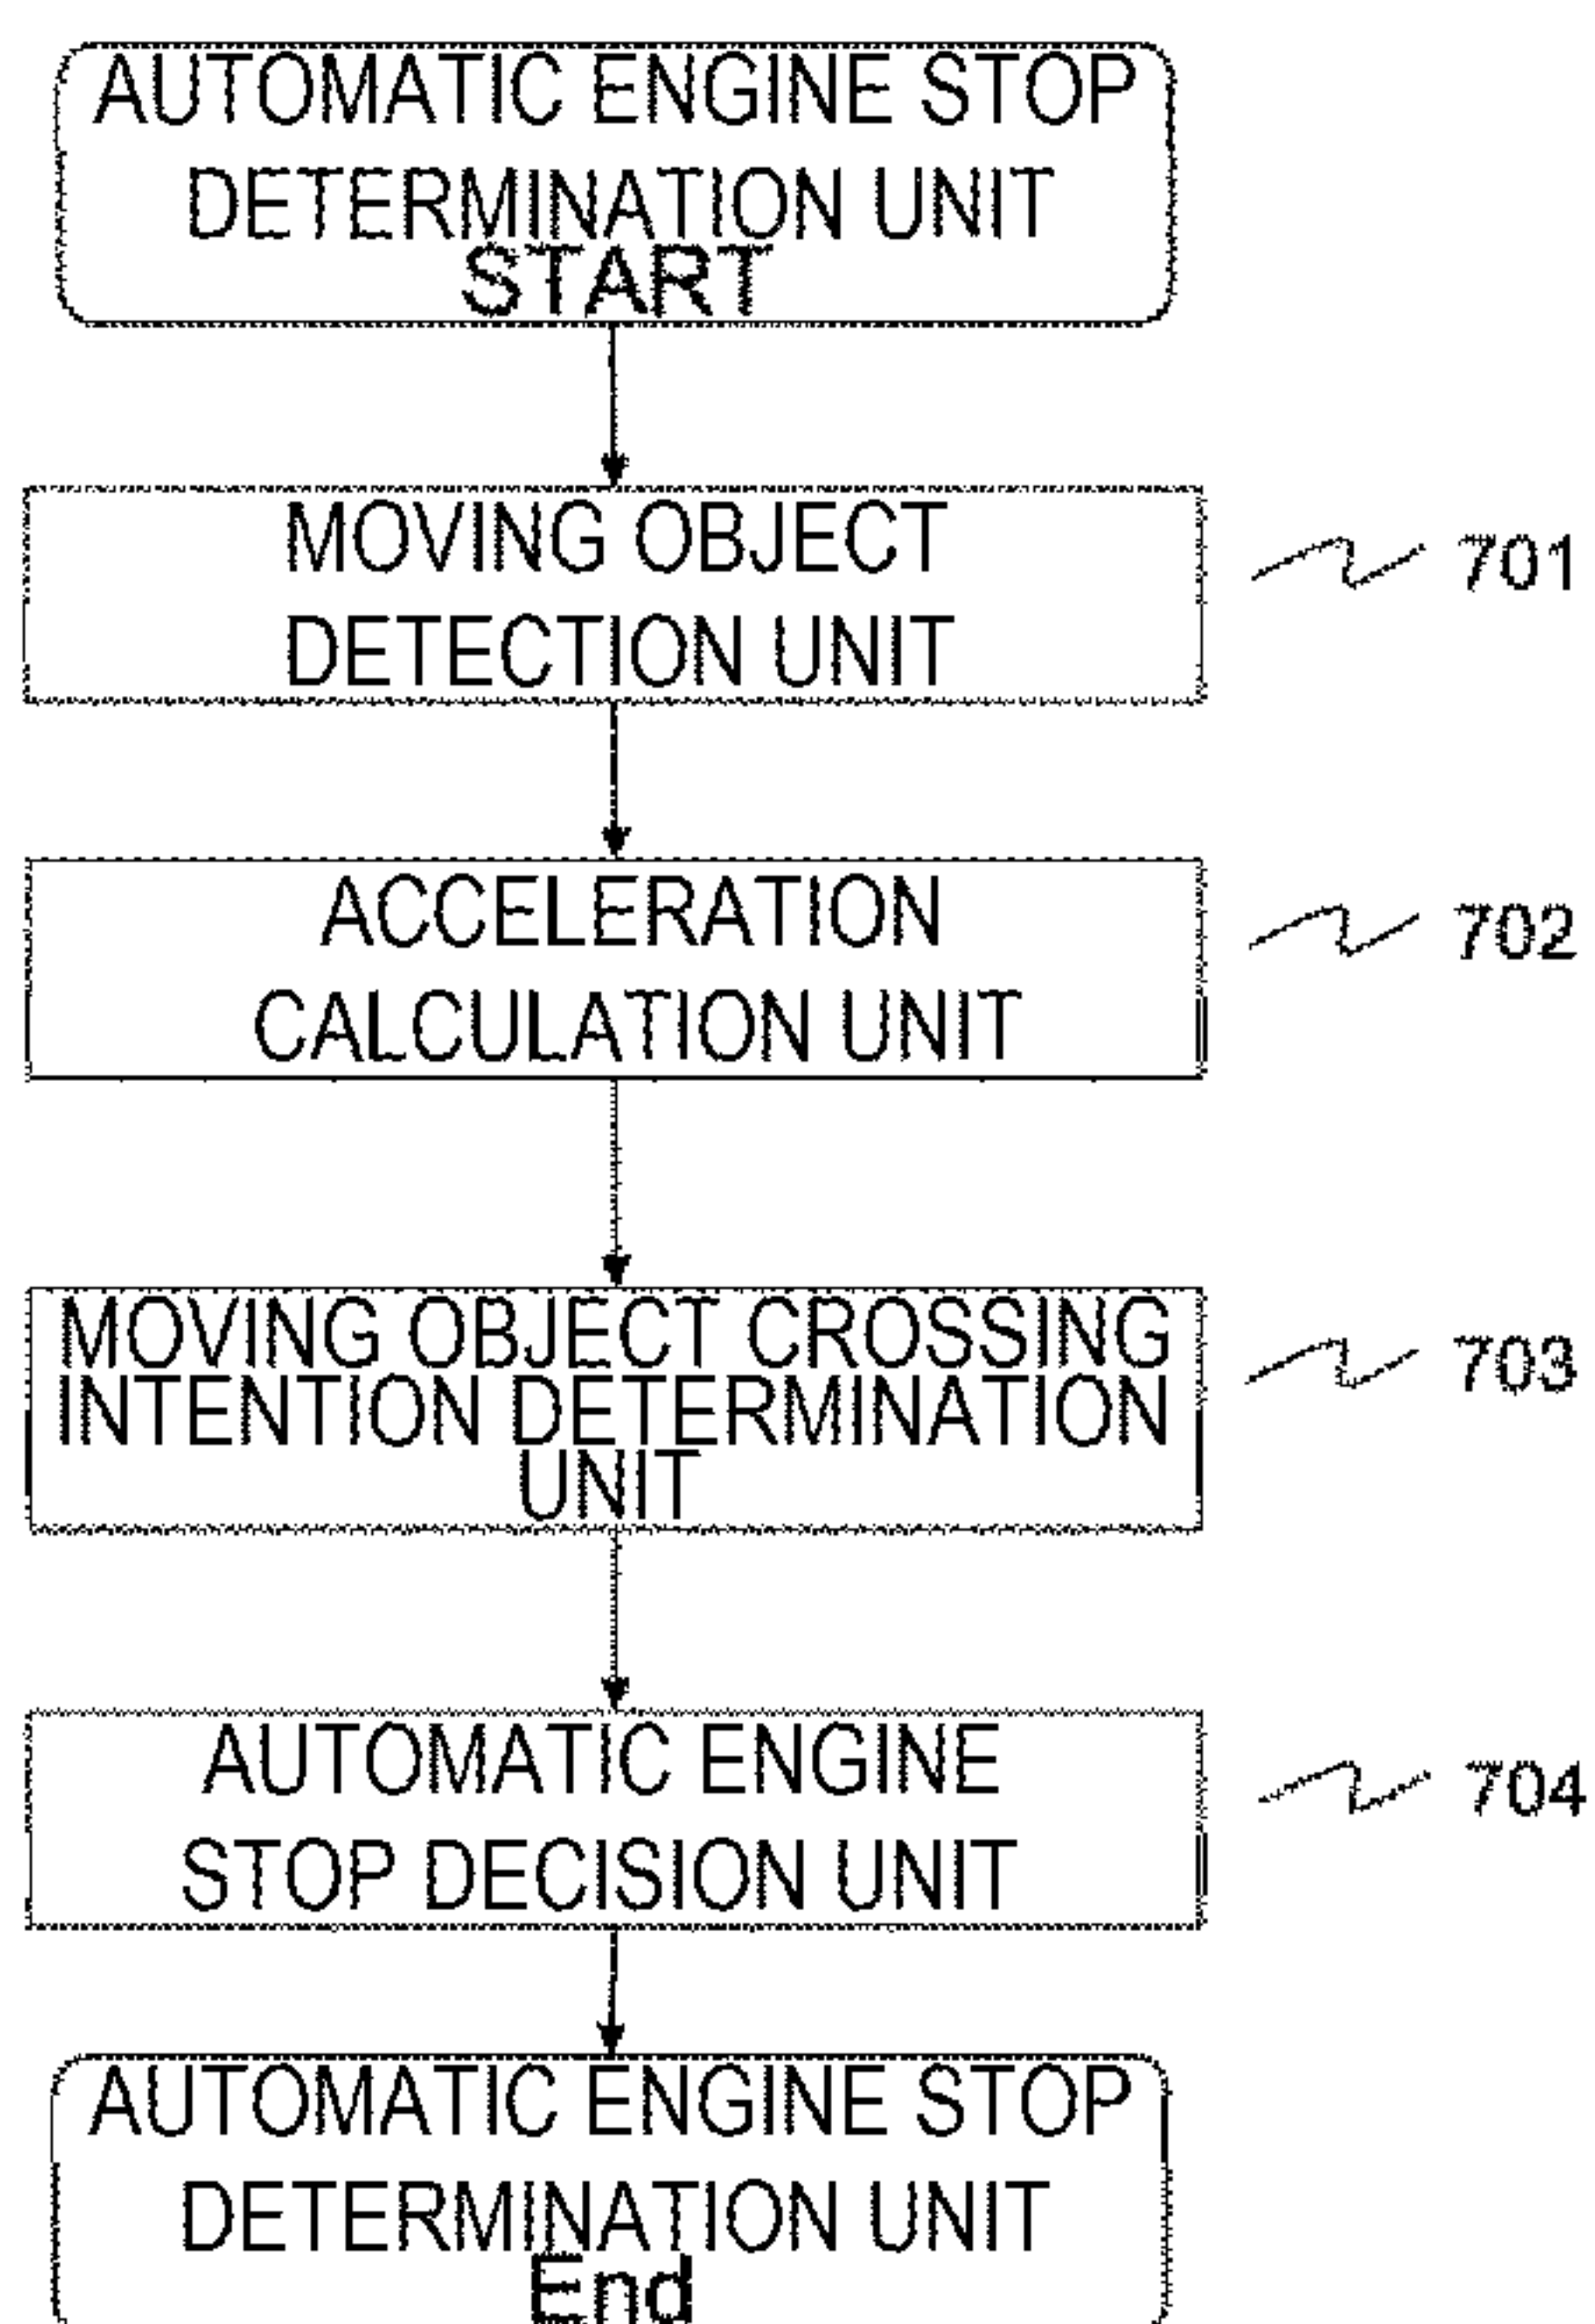 AUTOMATIC ENGINE STOP
DETERMINATION UNIT
START
MOVING OBJECT
DETECTION UNIT
701
ACCELERATION
CALCULATION UNIT
702
MOVING OBJECT CROSSING
INTENTION DETERMINATION
UNIT
703
AUTOMATIC ENGINE
STOP DECISION UNIT
704
AUTOMATIC ENGINE STOP
DETERMINATION UNIT
End